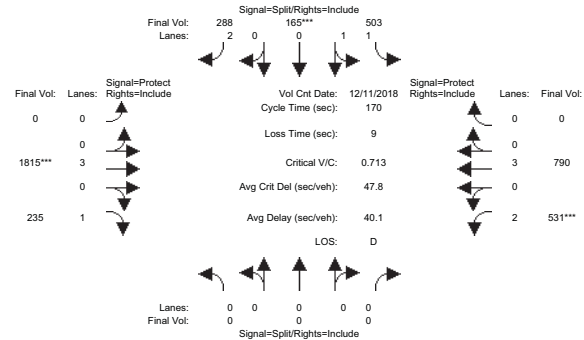 Signal=Split/Rights=Include
Final Vol: 288 165*** 503
Lanes: 2 0 0 1 1
Signal=Protect Signal=Protect
Final Vol: Lanes: Rights=Include Vol Cnt Date: 12/11/2018 Rights=Include Lanes: Final Vol:
Cycle Time (sec): 170
0 0 0 0
Loss Time (sec): 9
0 0
1815*** 3 Critical V/C: 0.713 3 790
0 Avg Crit Del (sec/veh): 47.8 0
235 1 Avg Delay (sec/veh): 40.1 2 531***
LOS: D
Lanes: 0 0 0 0 0
Final Vol: 0 0 0
Signal=Split/Rights=Include